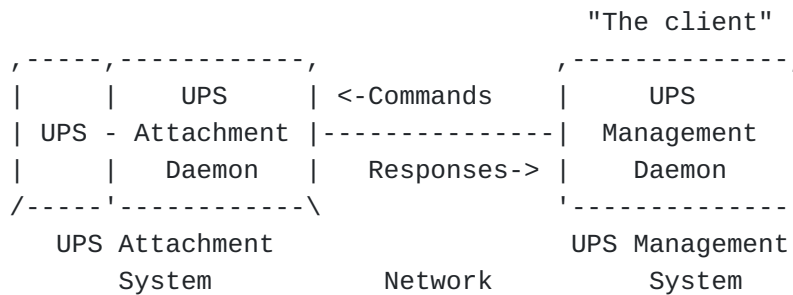 "The client"
,-----,------------,                ,--------------,
|     |    UPS     | <-Commands     |     UPS
| UPS - Attachment |---------------|  Management
|     |   Daemon   |   Responses-> |    Daemon
/-----'------------\                '--------------
UPS Attachment                 UPS Management
System           Network          System